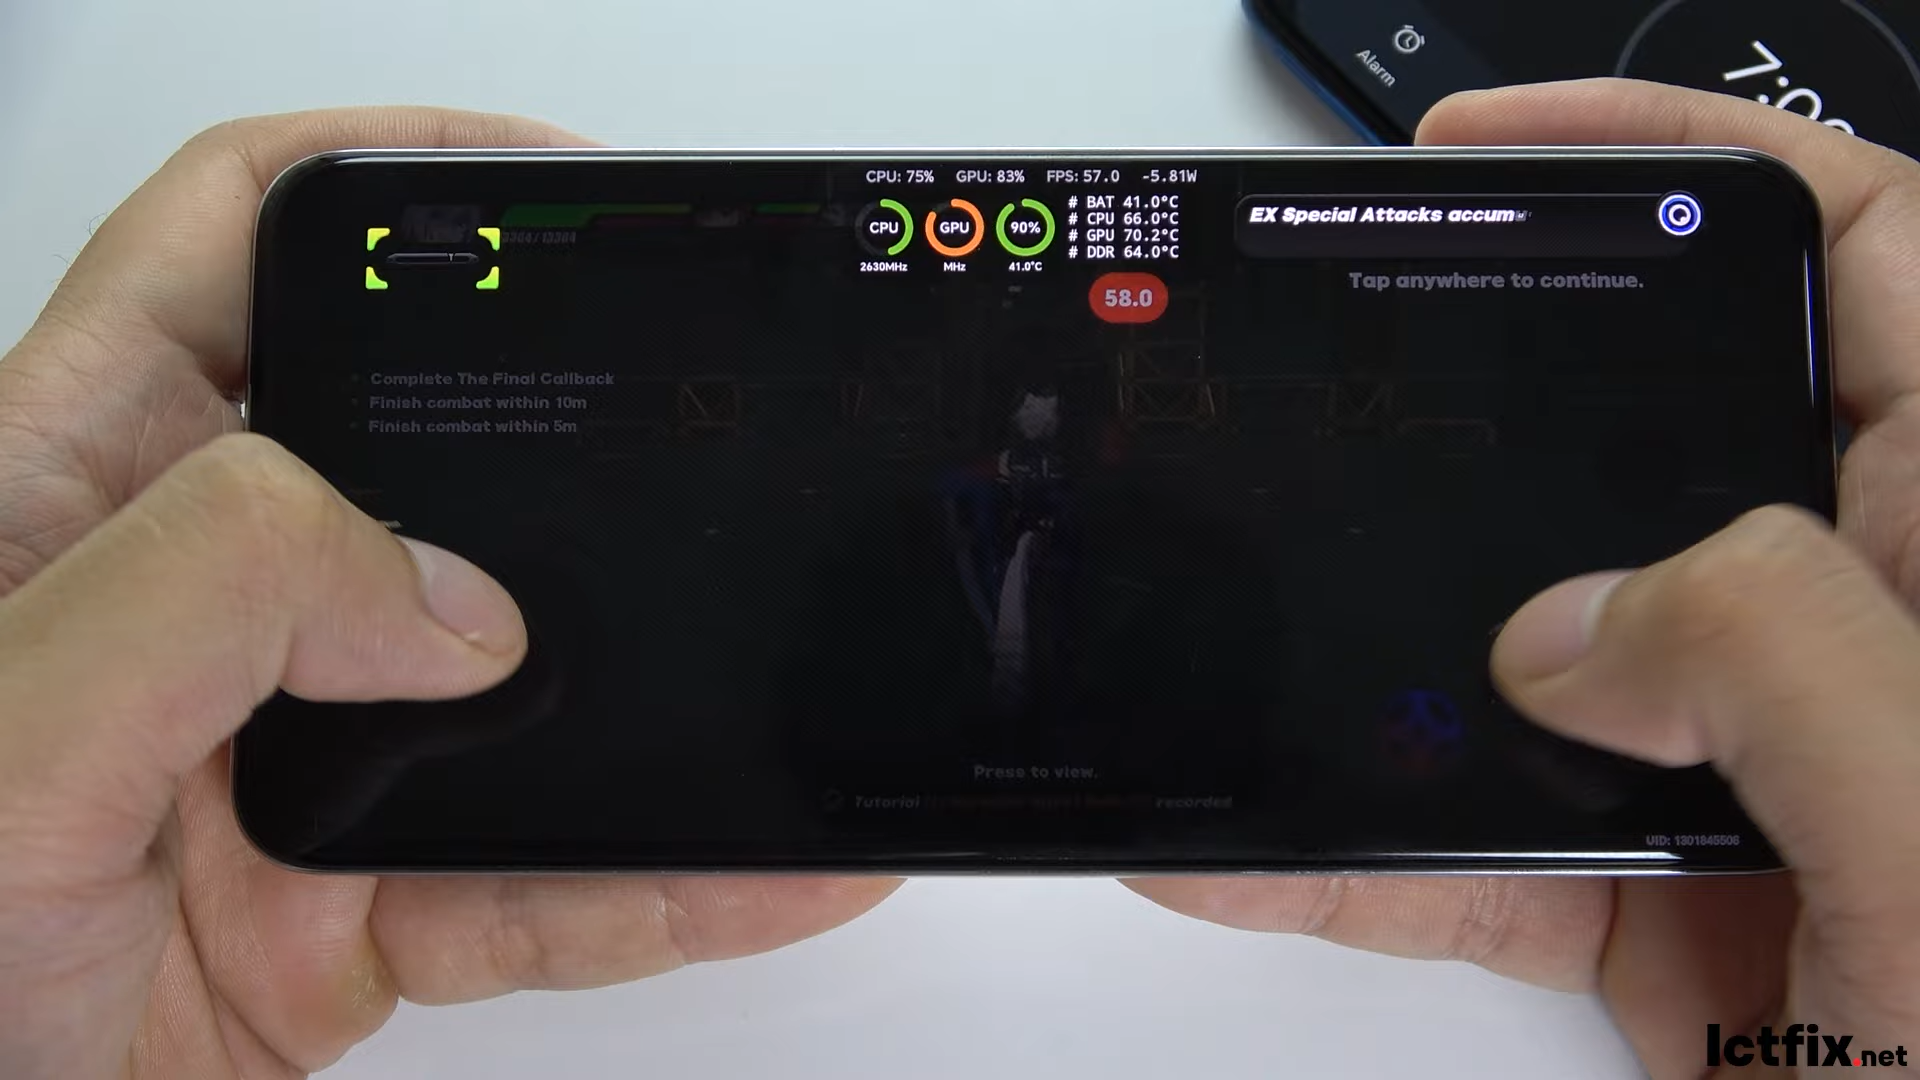 Alarm
CPU: 75% GPU: 83% FPS: 57.0 -5.81W
CPU
2630MHz
GPU
MHz
90%
41.0°C
# BAT 41.0°C
# CPU 66.0°C
# GPU 70.2°C
# DDR 64.0°C
58.0
EX Special Attacks accum
Tap anywhere to continue.
Complete The Final Callback
Finish combat within 10m
Finish combat within 5m
Press to view.
Tutorial recorded
UID: 1301845506
Ictfix.net